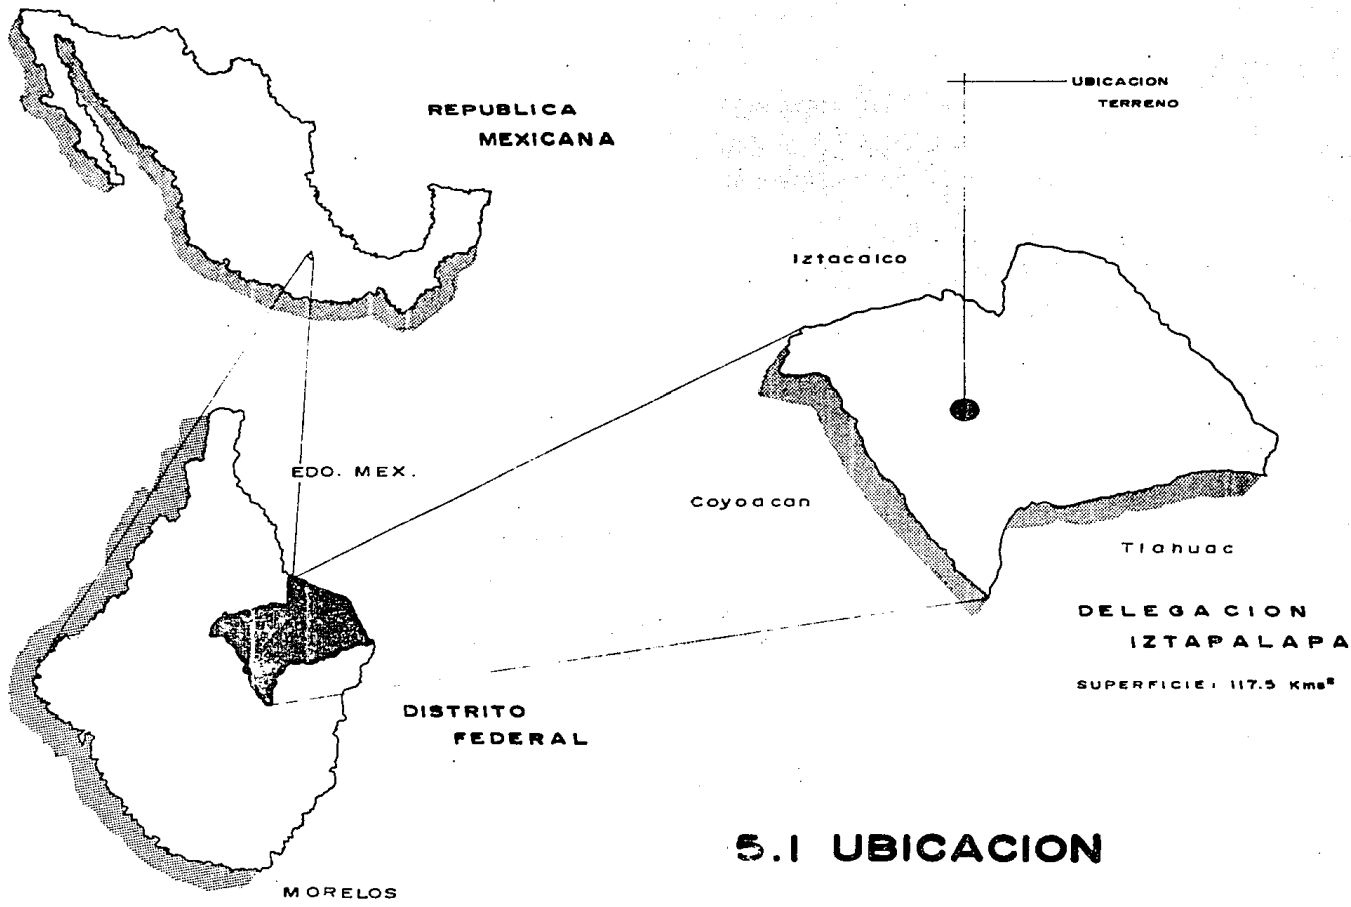 REPUBLICA
MEXICANA
UBICACION
TERRENO
Iztacalco
EDO. MEX.
Coyoacan
Tlahuac
DELEGACION
IZTAPALAPA
SUPERFICIE: 117.5 Kms²
DISTRITO
FEDERAL
5.1 UBICACION
MORELOS